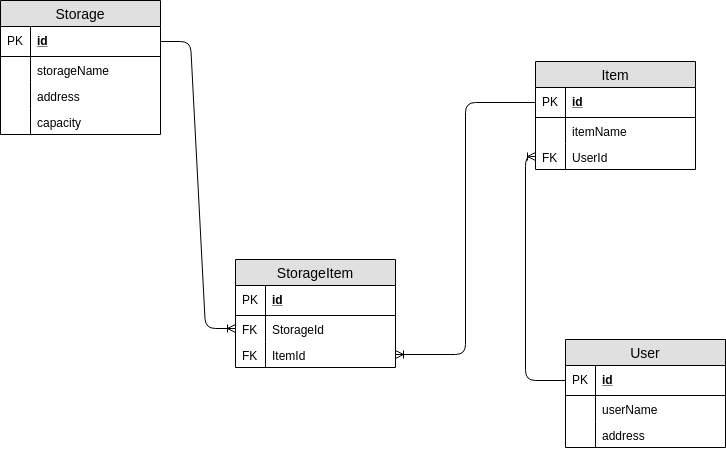 Storage
PK id
storageName
address
capacity
Item
PK id
itemName
FK UserId
StorageItem
PK id
FK StorageId
FK ItemId
User
PK id
userName
address